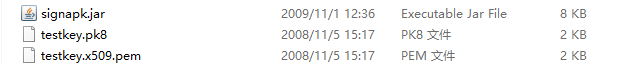 signapk.jar 2009/11/1 12:36 Executable Jar File 8 KB
testkey.pk8 2008/11/5 15:17 PK8 文件 2 KB
testkey.x509.pem 2008/11/5 15:17 PEM 文件 2 KB